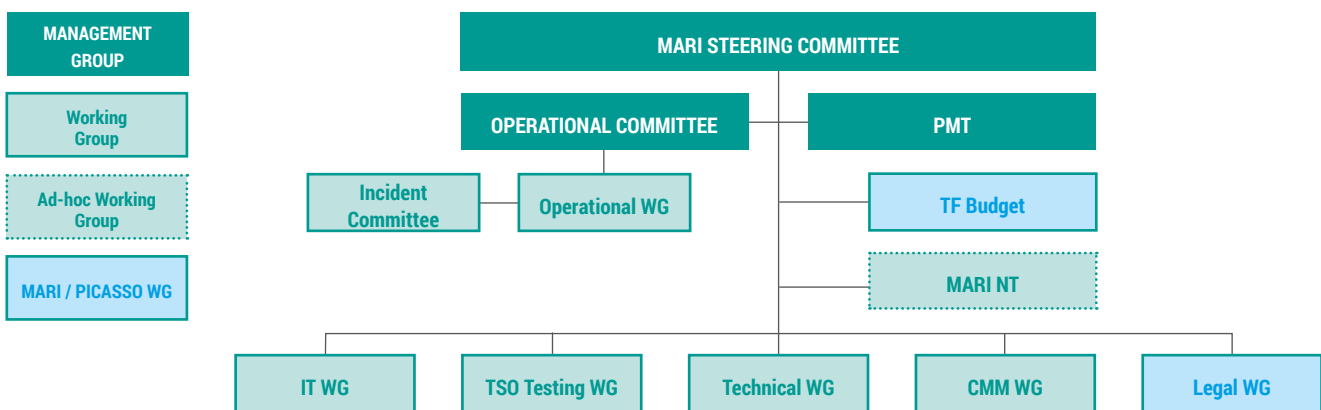 MANAGEMENT
GROUP
Working
Group
Ad-hoc Working
Group
MARI / PICASSO WG
MARI STEERING COMMITTEE
OPERATIONAL COMMITTEE
PMT
Incident
Committee
Operational WG
TF Budget
MARI NT
IT WG
TSO Testing WG
Technical WG
CMM WG
Legal WG